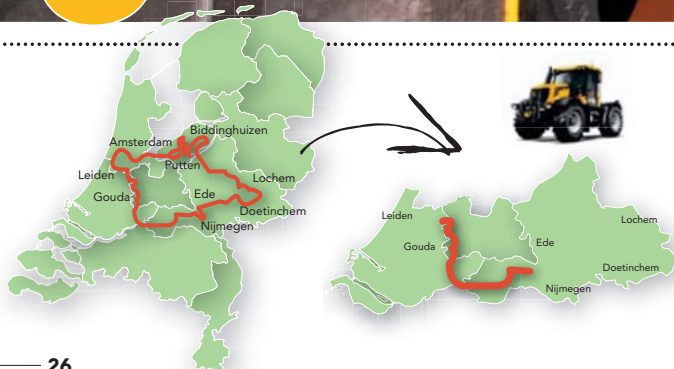 Biddinghuizen
Amsterdam
Putten
Leiden
Lochem
Gouda
Ede
Doetinchem
Nijmegen
Leiden
Lochem
Gouda
Ede
Doetinchem
Nijmegen
26